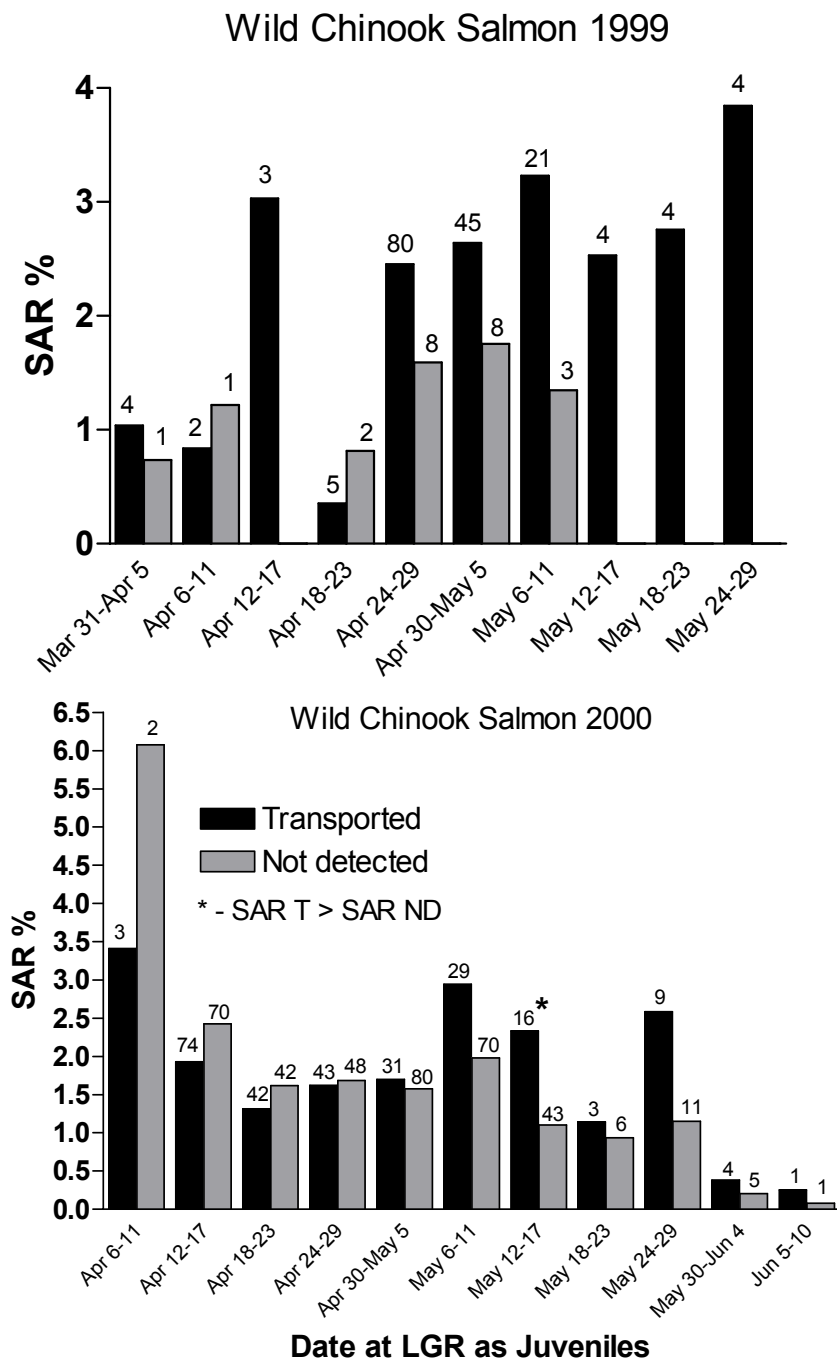 Wild Chinook Salmon 1999
SAR %
4
3
2
1
0
4
1
2
1
3
5
2
80
8
45
8
21
3
4
4
4
Mar 31-Apr 5
Apr 6-11
Apr 12-17
Apr 18-23
Apr 24-29
Apr 30-May 5
May 6-11
May 12-17
May 18-23
May 24-29
Wild Chinook Salmon 2000
SAR %
6.5
6.0
5.5
5.0
4.5
4.0
3.5
3.0
2.5
2.0
1.5
1.0
0.5
0.0
Transported
Not detected
* - SAR T > SAR ND
3
2
74
70
42
42
43
48
31
80
29
70
16 *
43
3
6
9
11
4
5
1
1
Apr 6-11
Apr 12-17
Apr 18-23
Apr 24-29
Apr 30-May 5
May 6-11
May 12-17
May 18-23
May 24-29
May 30-Jun 4
Jun 5-10
Date at LGR as Juveniles